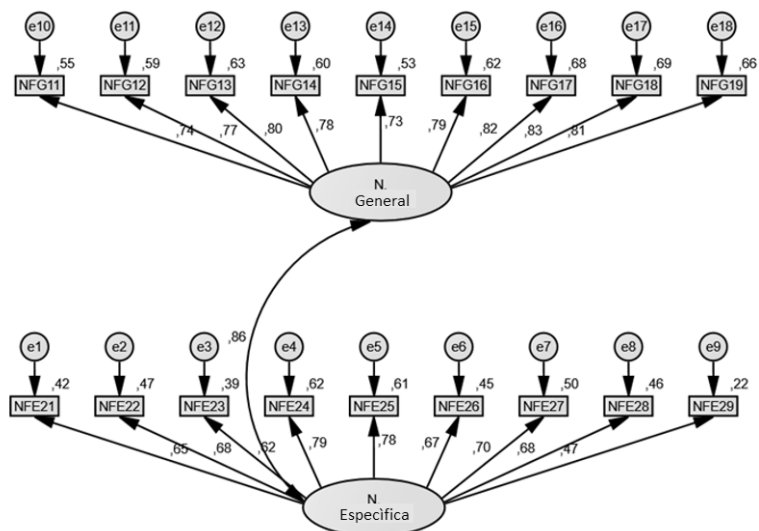 e10 e11 e12 e13 e14 e15 e16 e17 e18
,55 ,59 ,63 ,60 ,53 ,62 ,68 ,69 ,66
NFG11 NFG12 NFG13 NFG14 NFG15 NFG16 NFG17 NFG18 NFG19
,74 ,77 ,80 ,78 ,73 ,79 ,82 ,83 ,81
N.
General
,86
e1 e2 e3 e4 e5 e6 e7 e8 e9
,42 ,47 ,39 ,62 ,61 ,45 ,50 ,46 ,22
NFE21 NFE22 NFE23 NFE24 NFE25 NFE26 NFE27 NFE28 NFE29
,65 ,68 ,62 ,79 ,78 ,67 ,70 ,68 ,47
N.
Especìfica